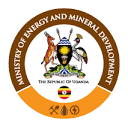 MINISTRY OF ENERGY AND MINERAL DEVELOPMENT
THE REPUBLIC OF UGANDA